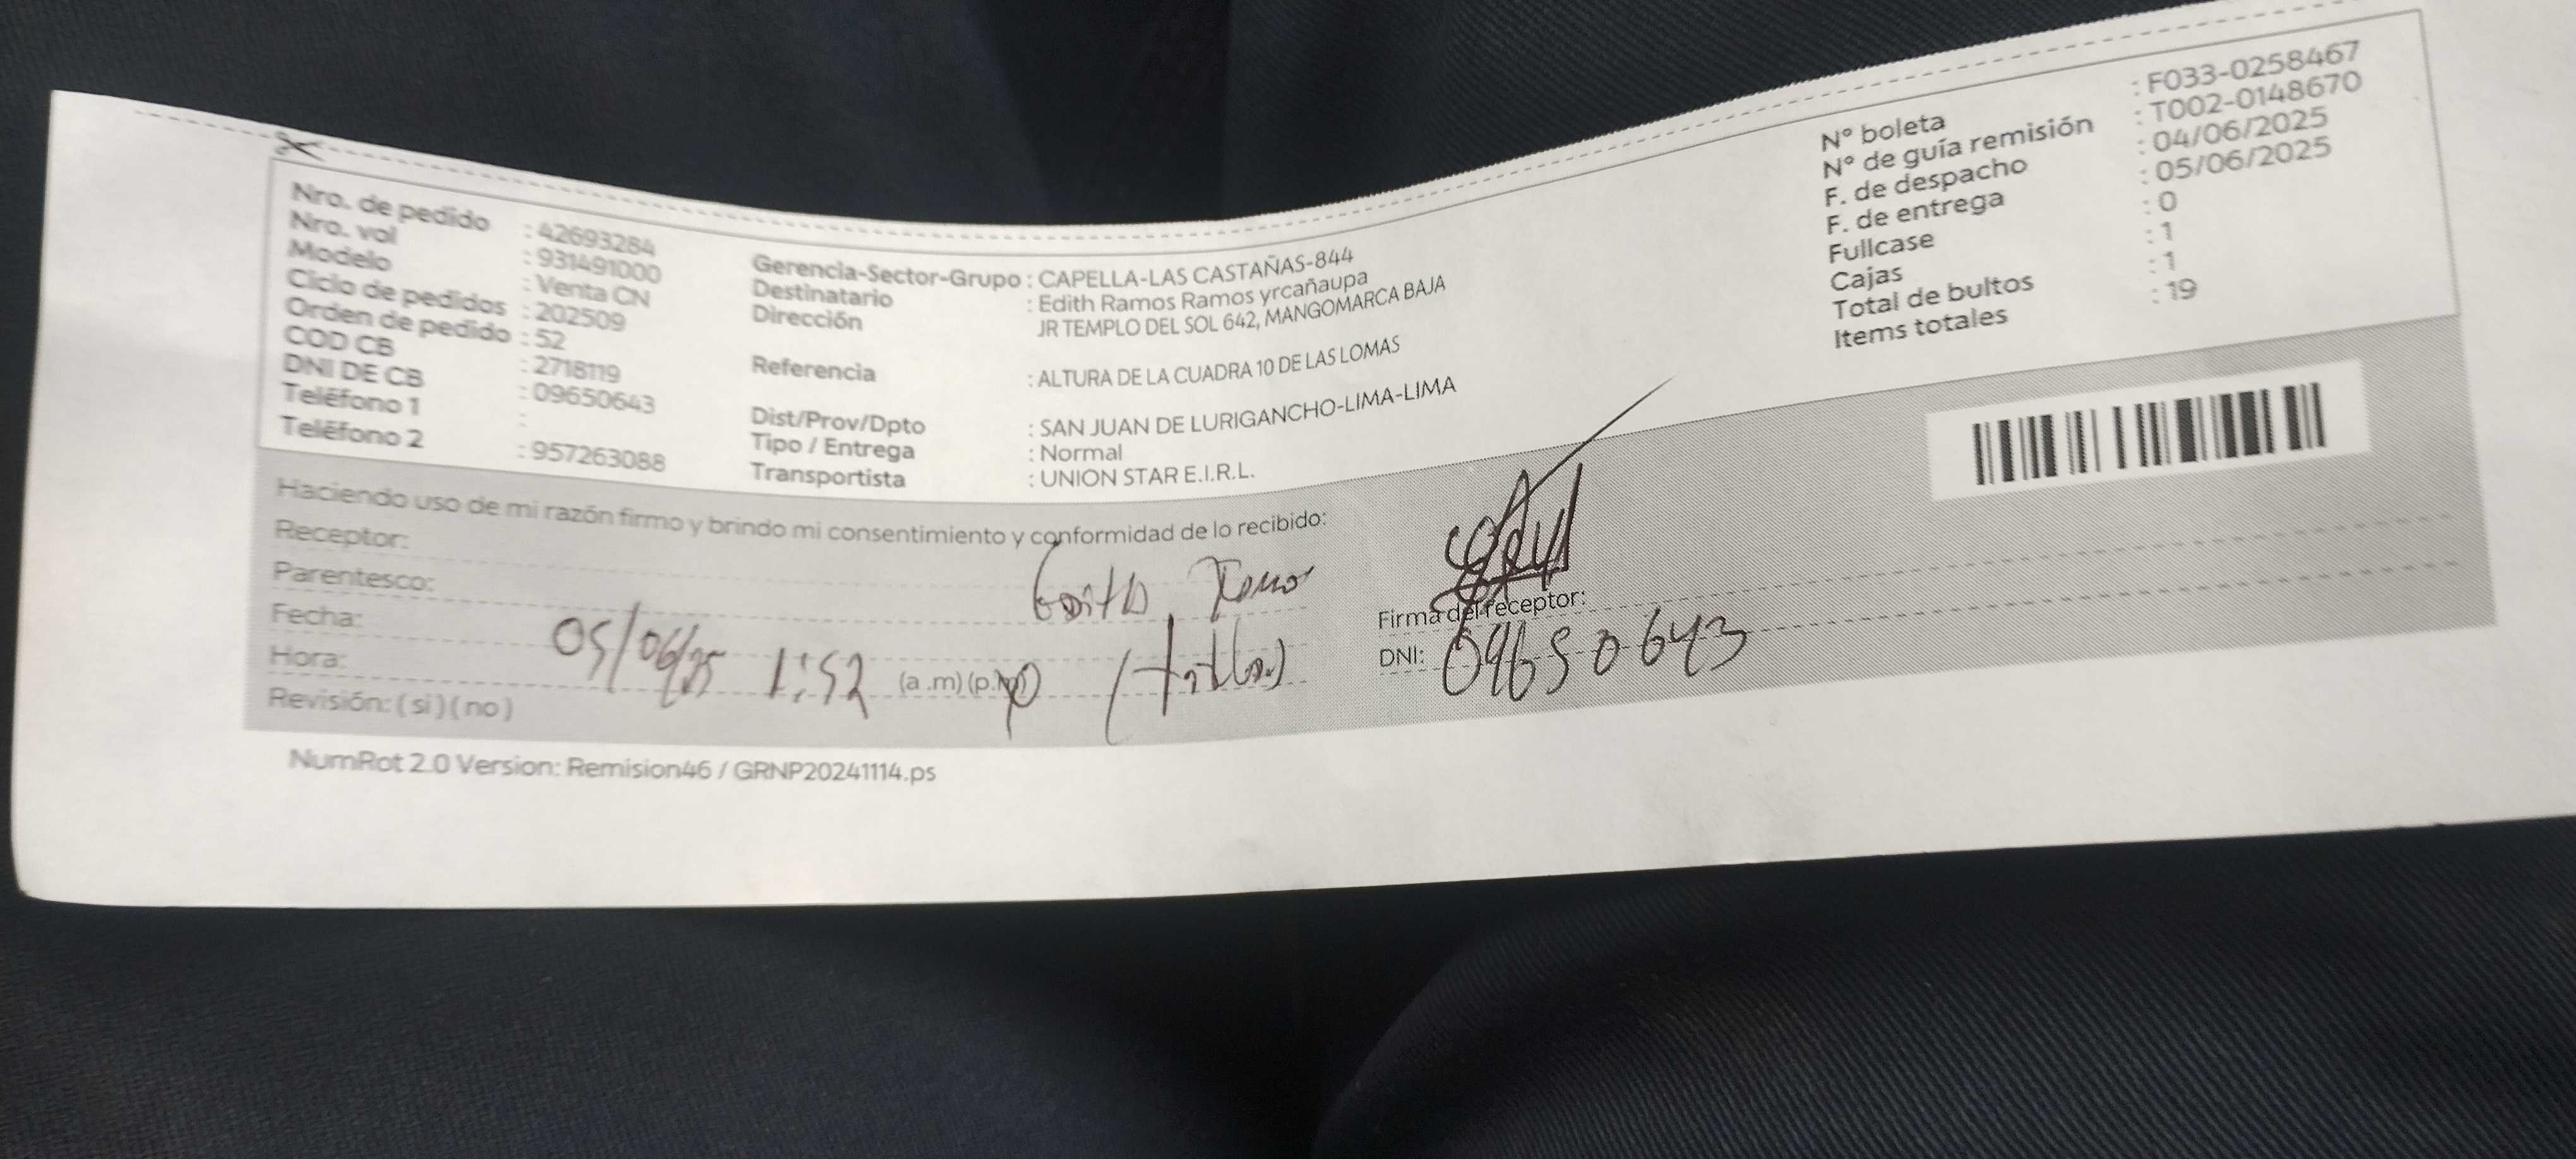 Nro. de pedido : 42693284
Nro. vol : 931491000
Modelo : Venta CN
Ciclo de pedidos : 202509
Orden de pedido : 52
COD CB : 2718119
DNI DE CB : 09650643
Teléfono 1 :
Teléfono 2 : 957263088
Gerencia-Sector-Grupo : CAPELLA-LAS CASTAÑAS-844
Destinatario : Edith Ramos Ramos yrcañaupa
Dirección JR TEMPLO DEL SOL 642, MANGOMARCA BAJA
Referencia : ALTURA DE LA CUADRA 10 DE LAS LOMAS
Dist/Prov/Dpto : SAN JUAN DE LURIGANCHO-LIMA-LIMA
Tipo / Entrega : Normal
Transportista : UNION STAR E.I.R.L.
N° boleta : F033-0258467
N° de guía remisión : T002-0148670
F. de despacho : 04/06/2025
F. de entrega : 05/06/2025
Fullcase : 0
Cajas : 1
Total de bultos : 1
Items totales : 19
Haciendo uso de mi razón firmo y brindo mi consentimiento y conformidad de lo recibido:
Receptor: Edith
Parentesco:
Fecha: 05/06/25
Hora: 1:52 (a.m) (p.m)
Revisión: ( si ) ( no )
Firma del receptor:
DNI: 09650643
NumRot 2.0 Version: Remision46 / GRNP20241114.ps